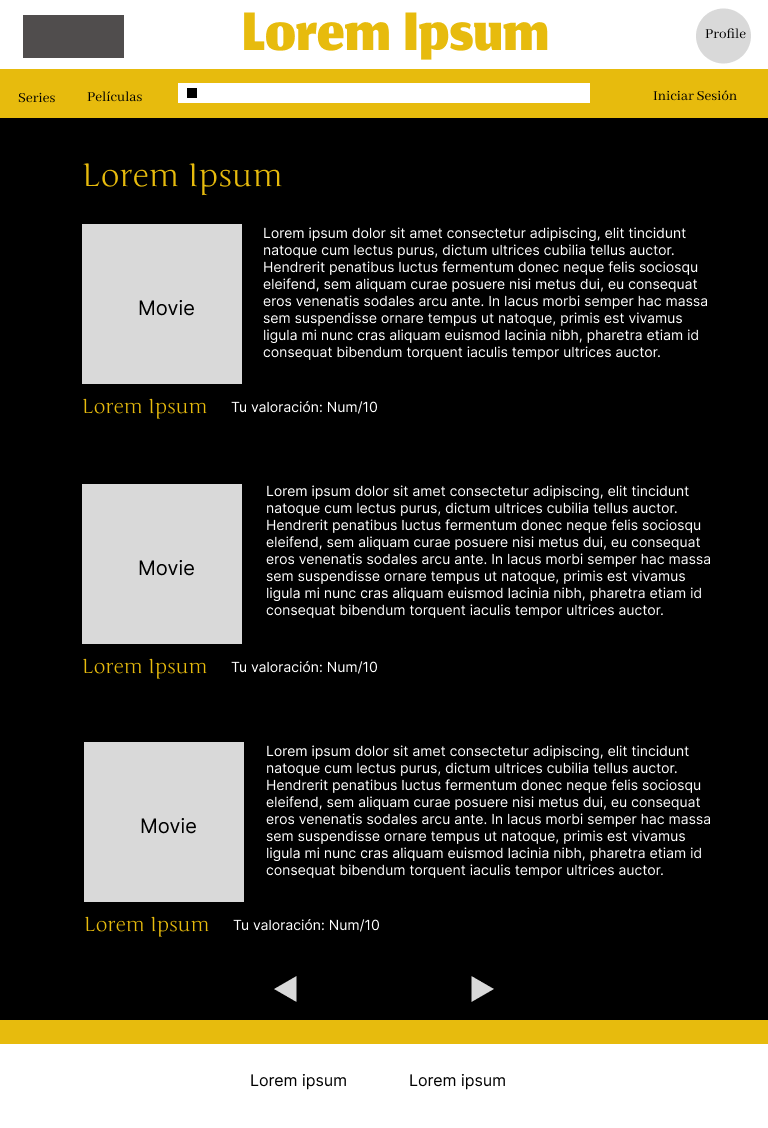 Lorem Ipsum
Profile
Series
Películas
Iniciar Sesión
Lorem Ipsum
Movie
Lorem ipsum dolor sit amet consectetur adipiscing, elit tincidunt
natoque cum lectus purus, dictum ultrices cubilia tellus auctor.
Hendrerit penatibus luctus fermentum donec neque felis sociosqu
eleifend, sem aliquam curae posuere nisi metus dui, eu consequat
eros venenatis sodales arcu ante. In lacus morbi semper hac massa
sem suspendisse ornare tempus ut natoque, primis est vivamus
ligula mi nunc cras aliquam euismod lacinia nibh, pharetra etiam id
consequat bibendum torquent iaculis tempor ultrices auctor.
Lorem Ipsum
Tu valoración: Num/10
Movie
Lorem ipsum dolor sit amet consectetur adipiscing, elit tincidunt
natoque cum lectus purus, dictum ultrices cubilia tellus auctor.
Hendrerit penatibus luctus fermentum donec neque felis sociosqu
eleifend, sem aliquam curae posuere nisi metus dui, eu consequat
eros venenatis sodales arcu ante. In lacus morbi semper hac massa
sem suspendisse ornare tempus ut natoque, primis est vivamus
ligula mi nunc cras aliquam euismod lacinia nibh, pharetra etiam id
consequat bibendum torquent iaculis tempor ultrices auctor.
Lorem Ipsum
Tu valoración: Num/10
Movie
Lorem ipsum dolor sit amet consectetur adipiscing, elit tincidunt
natoque cum lectus purus, dictum ultrices cubilia tellus auctor.
Hendrerit penatibus luctus fermentum donec neque felis sociosqu
eleifend, sem aliquam curae posuere nisi metus dui, eu consequat
eros venenatis sodales arcu ante. In lacus morbi semper hac massa
sem suspendisse ornare tempus ut natoque, primis est vivamus
ligula mi nunc cras aliquam euismod lacinia nibh, pharetra etiam id
consequat bibendum torquent iaculis tempor ultrices auctor.
Lorem Ipsum
Tu valoración: Num/10
Lorem ipsum
Lorem ipsum